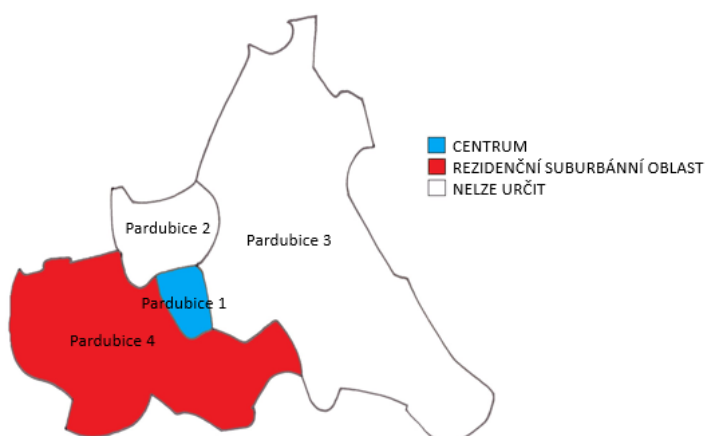 CENTRUM
REZIDENČNÍ SUBURBÁNNÍ OBLAST
NELZE URČIT
Pardubice 2
Pardubice 3
Pardubice 1
Pardubice 4